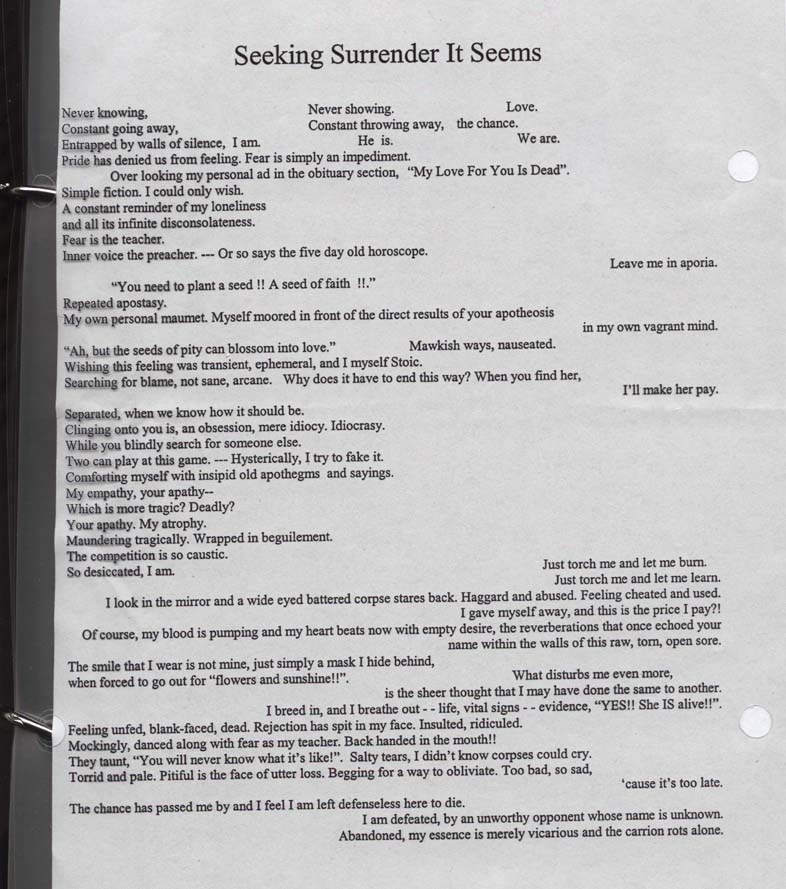 Seeking Surrender It Seems
Never knowing, Never showing. Love.
Constant going away, Constant throwing away, the chance.
Entrapped by walls of silence, I am. He is. We are.
Pride has denied us from feeling. Fear is simply an impediment.
Over looking my personal ad in the obituary section, “My Love For You Is Dead”.
Simple fiction. I could only wish.
A constant reminder of my loneliness
and all its infinite disconsolateness.
Fear is the teacher.
Inner voice the preacher. --- Or so says the five day old horoscope.
Leave me in aporia.
“You need to plant a seed !! A seed of faith !!.”
Repeated apostasy.
My own personal maumet. Myself moored in front of the direct results of your apotheosis
in my own vagrant mind.
“Ah, but the seeds of pity can blossom into love.” Mawkish ways, nauseated.
Wishing this feeling was transient, ephemeral, and I myself Stoic.
Searching for blame, not sane, arcane. Why does it have to end this way? When you find her,
I’ll make her pay.
Separated, when we know how it should be.
Clinging onto you is, an obsession, mere idiocy. Idiocrasy.
While you blindly search for someone else.
Two can play at this game. --- Hysterically, I try to fake it.
Comforting myself with insipid old apothegms and sayings.
My empathy, your apathy--
Which is more tragic? Deadly?
Your apathy. My atrophy.
Maundering tragically. Wrapped in beguilement.
The competition is so caustic.
So desiccated, I am.
Just torch me and let me burn.
Just torch me and let me learn.
I look in the mirror and a wide eyed battered corpse stares back. Haggard and abused. Feeling cheated and used.
I gave myself away, and this is the price I pay?!
Of course, my blood is pumping and my heart beats now with empty desire, the reverberations that once echoed your
name within the walls of this raw, torn, open sore.
The smile that I wear is not mine, just simply a mask I hide behind,
when forced to go out for “flowers and sunshine!!”. What disturbs me even more,
is the sheer thought that I may have done the same to another.
I breed in, and I breathe out - - life, vital signs - - evidence, “YES!! She IS alive!!”.
Feeling unfed, blank-faced, dead. Rejection has spit in my face. Insulted, ridiculed.
Mockingly, danced along with fear as my teacher. Back handed in the mouth!!
They taunt, “You will never know what it’s like!”. Salty tears, I didn’t know corpses could cry.
Torrid and pale. Pitiful is the face of utter loss. Begging for a way to obliviate. Too bad, so sad,
‘cause it’s too late.
The chance has passed me by and I feel I am left defenseless here to die.
I am defeated, by an unworthy opponent whose name is unknown.
Abandoned, my essence is merely vicarious and the carrion rots alone.